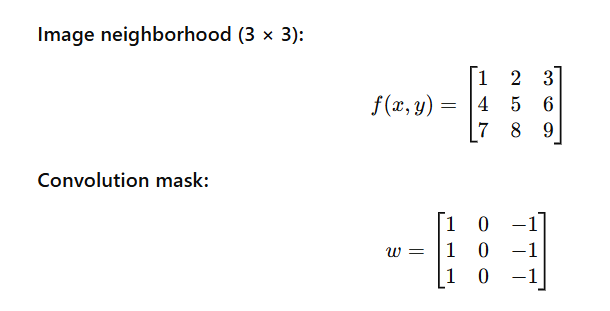 Image neighborhood (3 × 3):
f(x, y) = [1 2 3
4 5 6
7 8 9]
Convolution mask:
w = [1 0 −1
1 0 −1
1 0 −1]